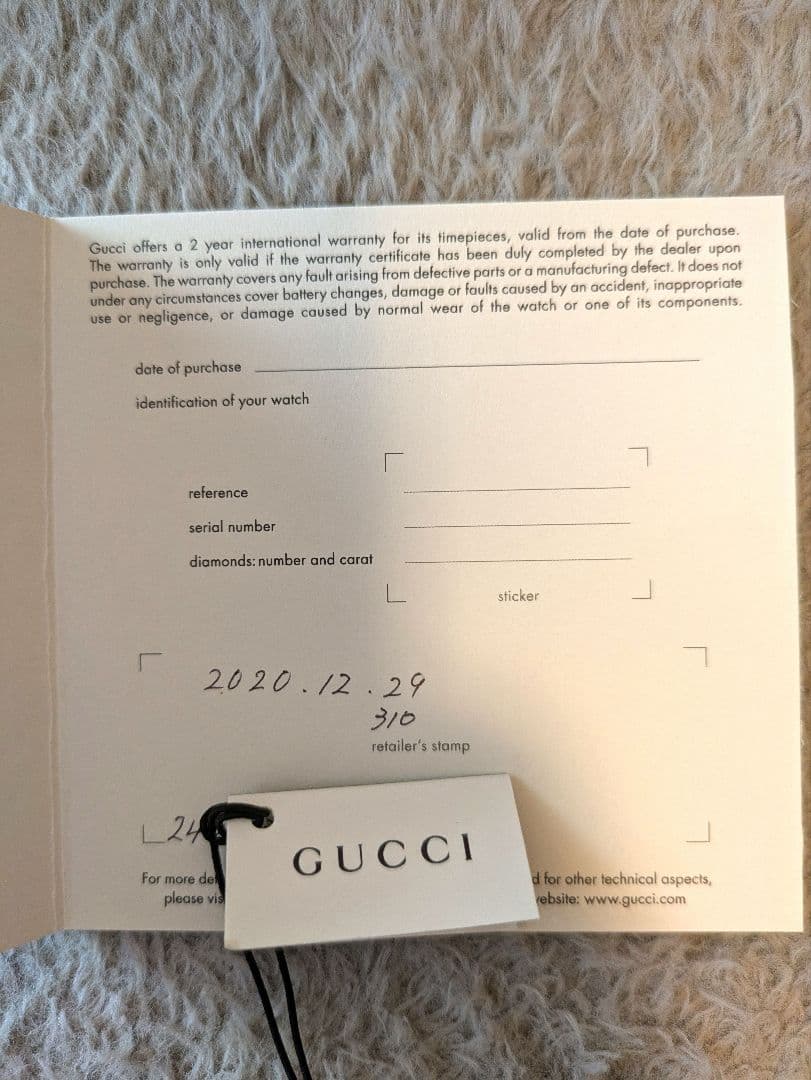 Gucci offers a 2 year international warranty for its timepieces, valid from the date of purchase.
The warranty is only valid if the warranty certificate has been duly completed by the dealer upon
purchase. The warranty covers any fault arising from defective parts or a manufacturing defect. It does not
under any circumstances cover battery changes, damage or faults caused by an accident, inappropriate
use or negligence, or damage caused by normal wear of the watch or one of its components.
date of purchase
identification of your watch
reference
serial number
diamonds: number and carat
sticker
2020.12.29
310
retailer's stamp
24
GUCCI
For more d for other technical aspects,
please website: www.gucci.com